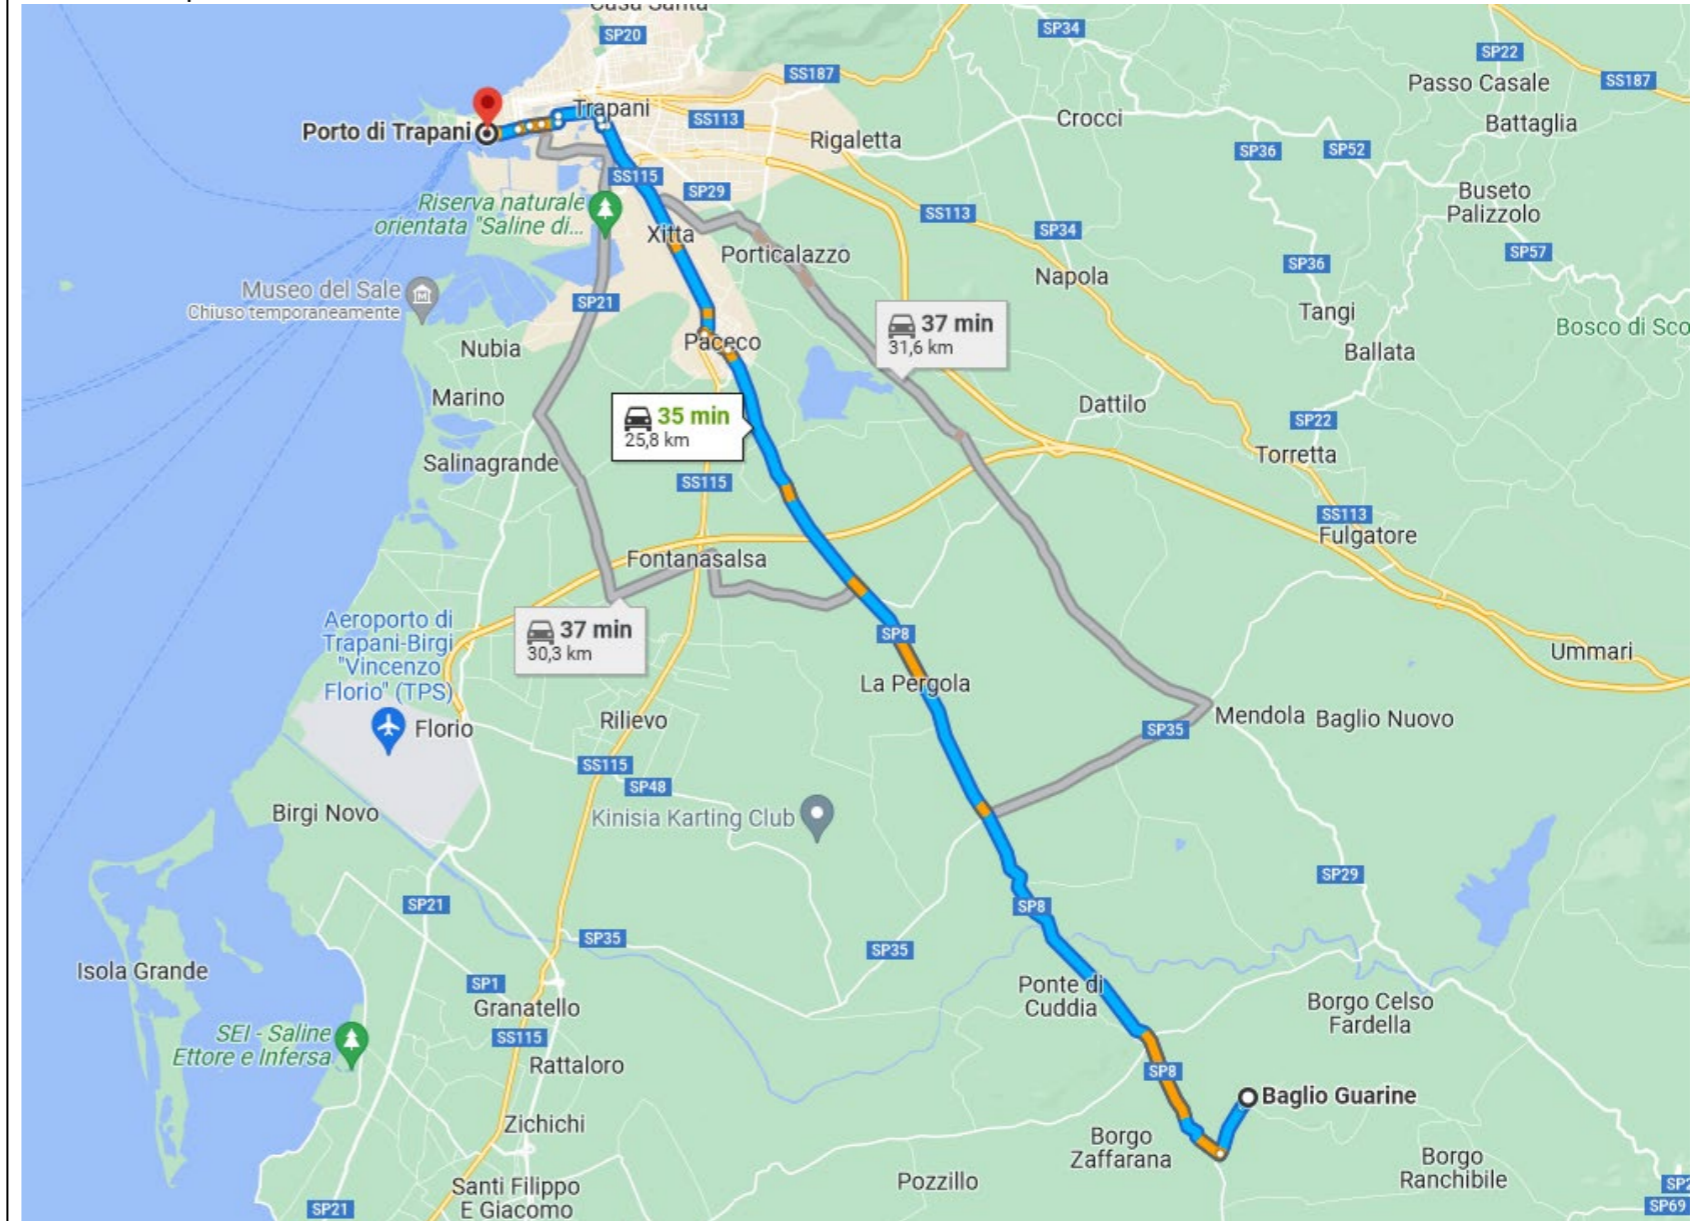 Casa Santa
SP20
SP34
SP22
SS187
SS187
Passo Casale
Trapani
Porto di Trapani
SS113
Crocci
Battaglia
Rigaletta
SP36
SP52
SS115
SP29
Riserva naturale
orientata "Saline di...
Buseto
Palizzolo
SS113
Xitta
SP34
Porticalazzo
SP57
SP36
Napola
Museo del Sale
Chiuso temporaneamente
SP21
Tangi
37 min
31,6 km
Bosco di Sco
Nubia
Paceco
Ballata
Marino
Dattilo
35 min
25,8 km
SP22
Salinagrande
Torretta
SS115
SS113
Fulgatore
Fontanasalsa
Aeroporto di
Trapani-Birgi
"Vincenzo
Florio" (TPS)
37 min
30,3 km
SP8
Ummari
La Pergola
Florio
Rilievo
Mendola
Baglio Nuovo
SP35
SS115
SP48
Birgi Novo
Kinisia Karting Club
SP29
SP21
SP8
SP35
SP35
Isola Grande
SP1
Ponte di
Cuddia
Granatello
Borgo Celso
Fardella
SEI - Saline
Ettore e Infersa
SS115
Rattaloro
SP8
Baglio Guarine
Zichichi
Borgo
Zaffarana
Borgo
Ranchibile
Pozzillo
Santi Filippo
E Giacomo
SP21
SP69